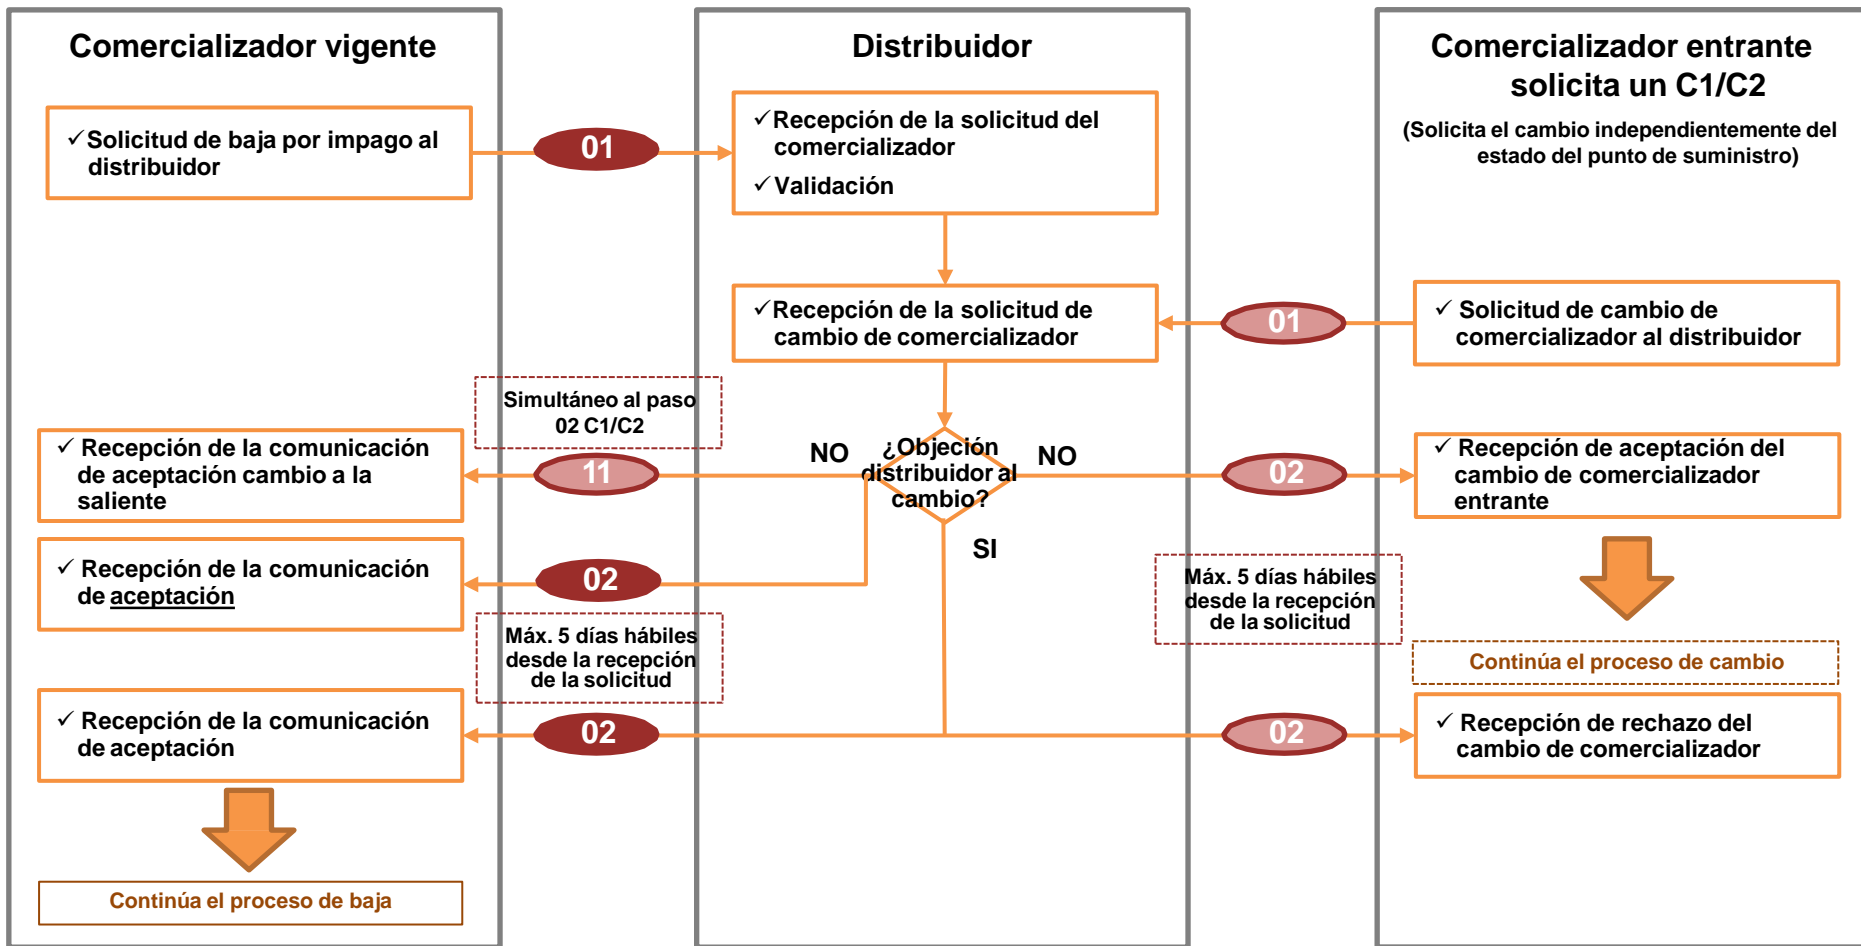 Comercializador vigente
Distribuidor
Comercializador entrante
solicita un C1/C2
(Solicita el cambio independientemente del
estado del punto de suministro)
✓ Solicitud de baja por impago al
distribuidor
01
✓ Recepción de la solicitud del
comercializador
✓ Validación
✓ Recepción de la solicitud de
cambio de comercializador
01
✓ Solicitud de cambio de
comercializador al distribuidor
Simultáneo al paso
02 C1/C2
✓ Recepción de la comunicación
de aceptación cambio a la
saliente
11
NO
¿Objeción
distribuidor al
cambio?
NO
02
✓ Recepción de aceptación del
cambio de comercializador
entrante
SI
✓ Recepción de la comunicación
de aceptación
02
Máx. 5 días hábiles
desde la recepción
de la solicitud
Máx. 5 días hábiles
desde la recepción
de la solicitud
Continúa el proceso de cambio
✓ Recepción de la comunicación
de aceptación
02
02
✓ Recepción de rechazo del
cambio de comercializador
Continúa el proceso de baja